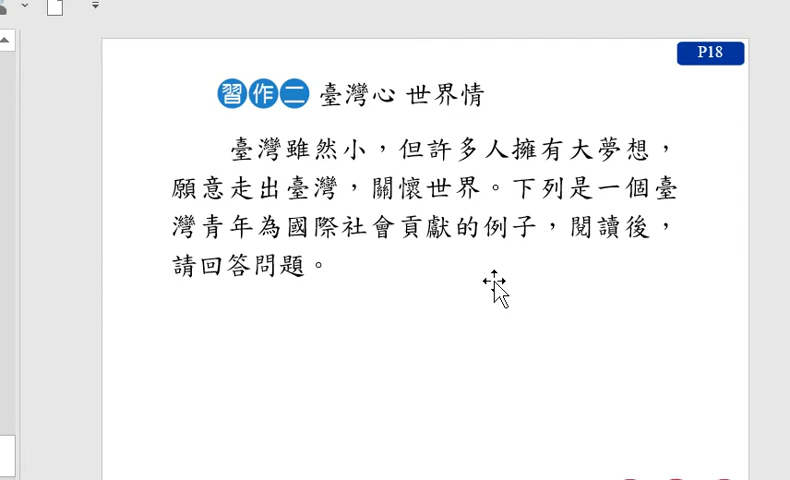 P18
習作二 臺灣心 世界情
臺灣雖然小，但許多人擁有大夢想，
願意走出臺灣，關懷世界。下列是一個臺
灣青年為國際社會貢獻的例子，閱讀後，
請回答問題。